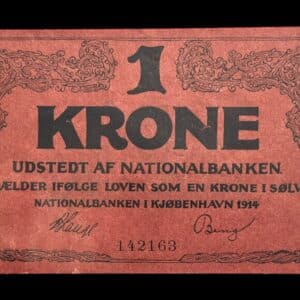 1
KRONE
UDSTEDT AF NATIONALBANKEN.
ÆLDER IFØLGE LOVEN SOM EN KRONE I SØLV
NATIONALBANKEN I KJØBENHAVN 1914
142163